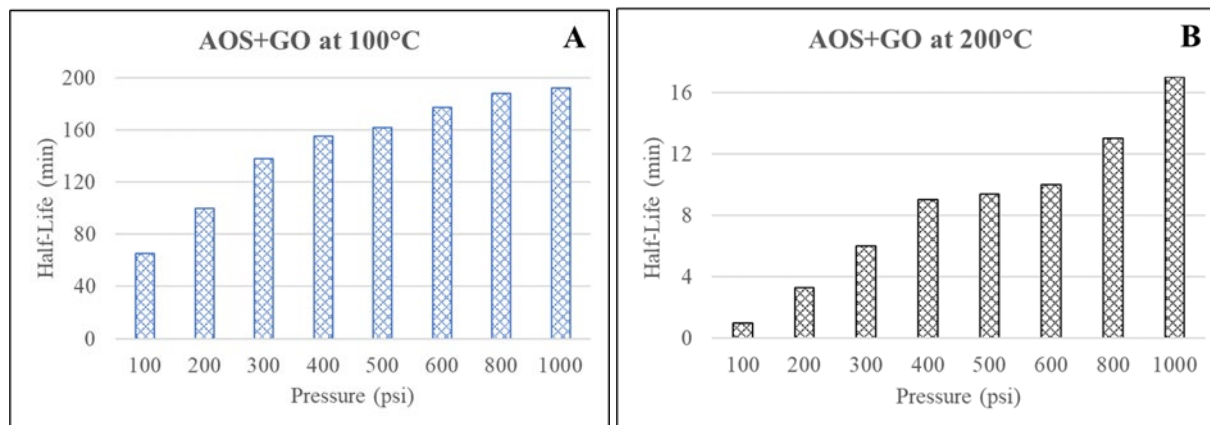 AOS+GO at 100°C
A
Half-Life (min)
200
160
120
80
40
0
100 200 300 400 500 600 800 1000
Pressure (psi)
AOS+GO at 200°C
B
Half-Life (min)
16
12
8
4
0
100 200 300 400 500 600 800 1000
Pressure (psi)